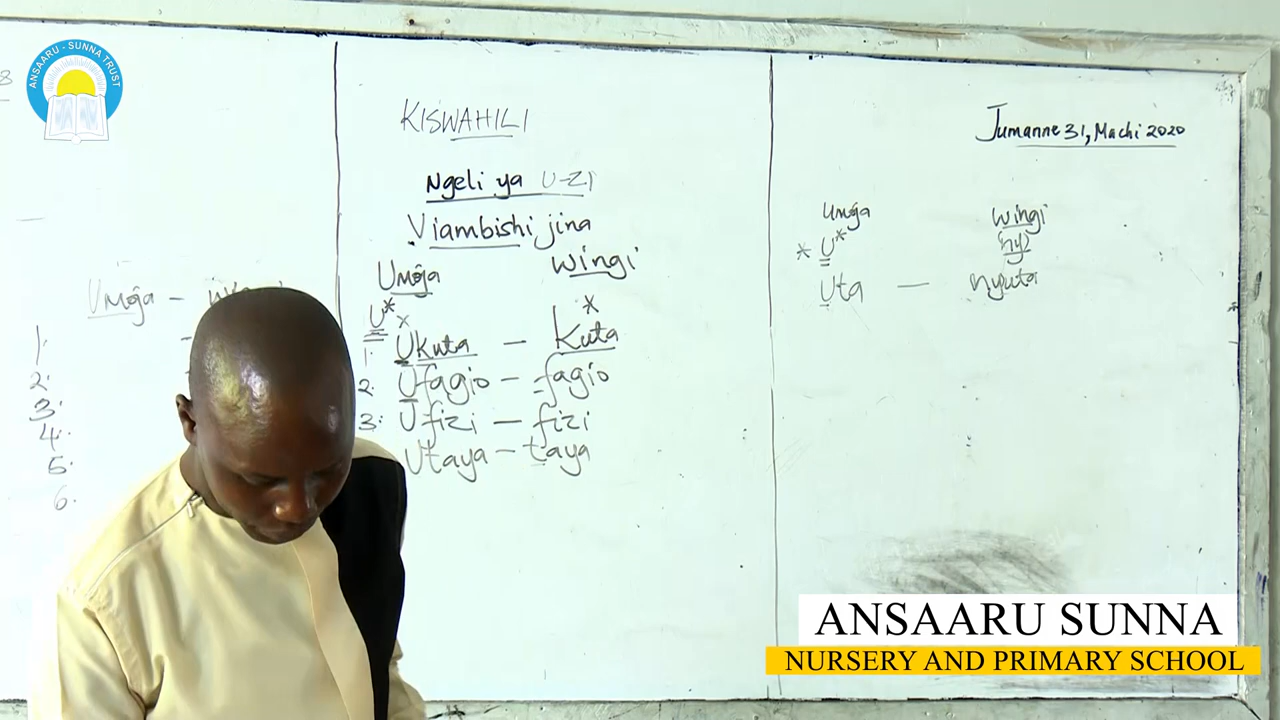 ANSAARU - SUNNA TRUST
8
Umoja -
1.
2.
3.
4.
5.
6.
KISWAHILI
Ngeli ya U-ZI
Viambishi jina
Umoja wingi
U* *
x
1. Ukuta - Kuta
2. Ufagio - fagio
3. Ufizi - fizi
Utaya - taya
Jumanne 31, Machi 2020
Umoja wingi
* U* ny
Uta - nyuta
ANSAARU SUNNA
NURSERY AND PRIMARY SCHOOL